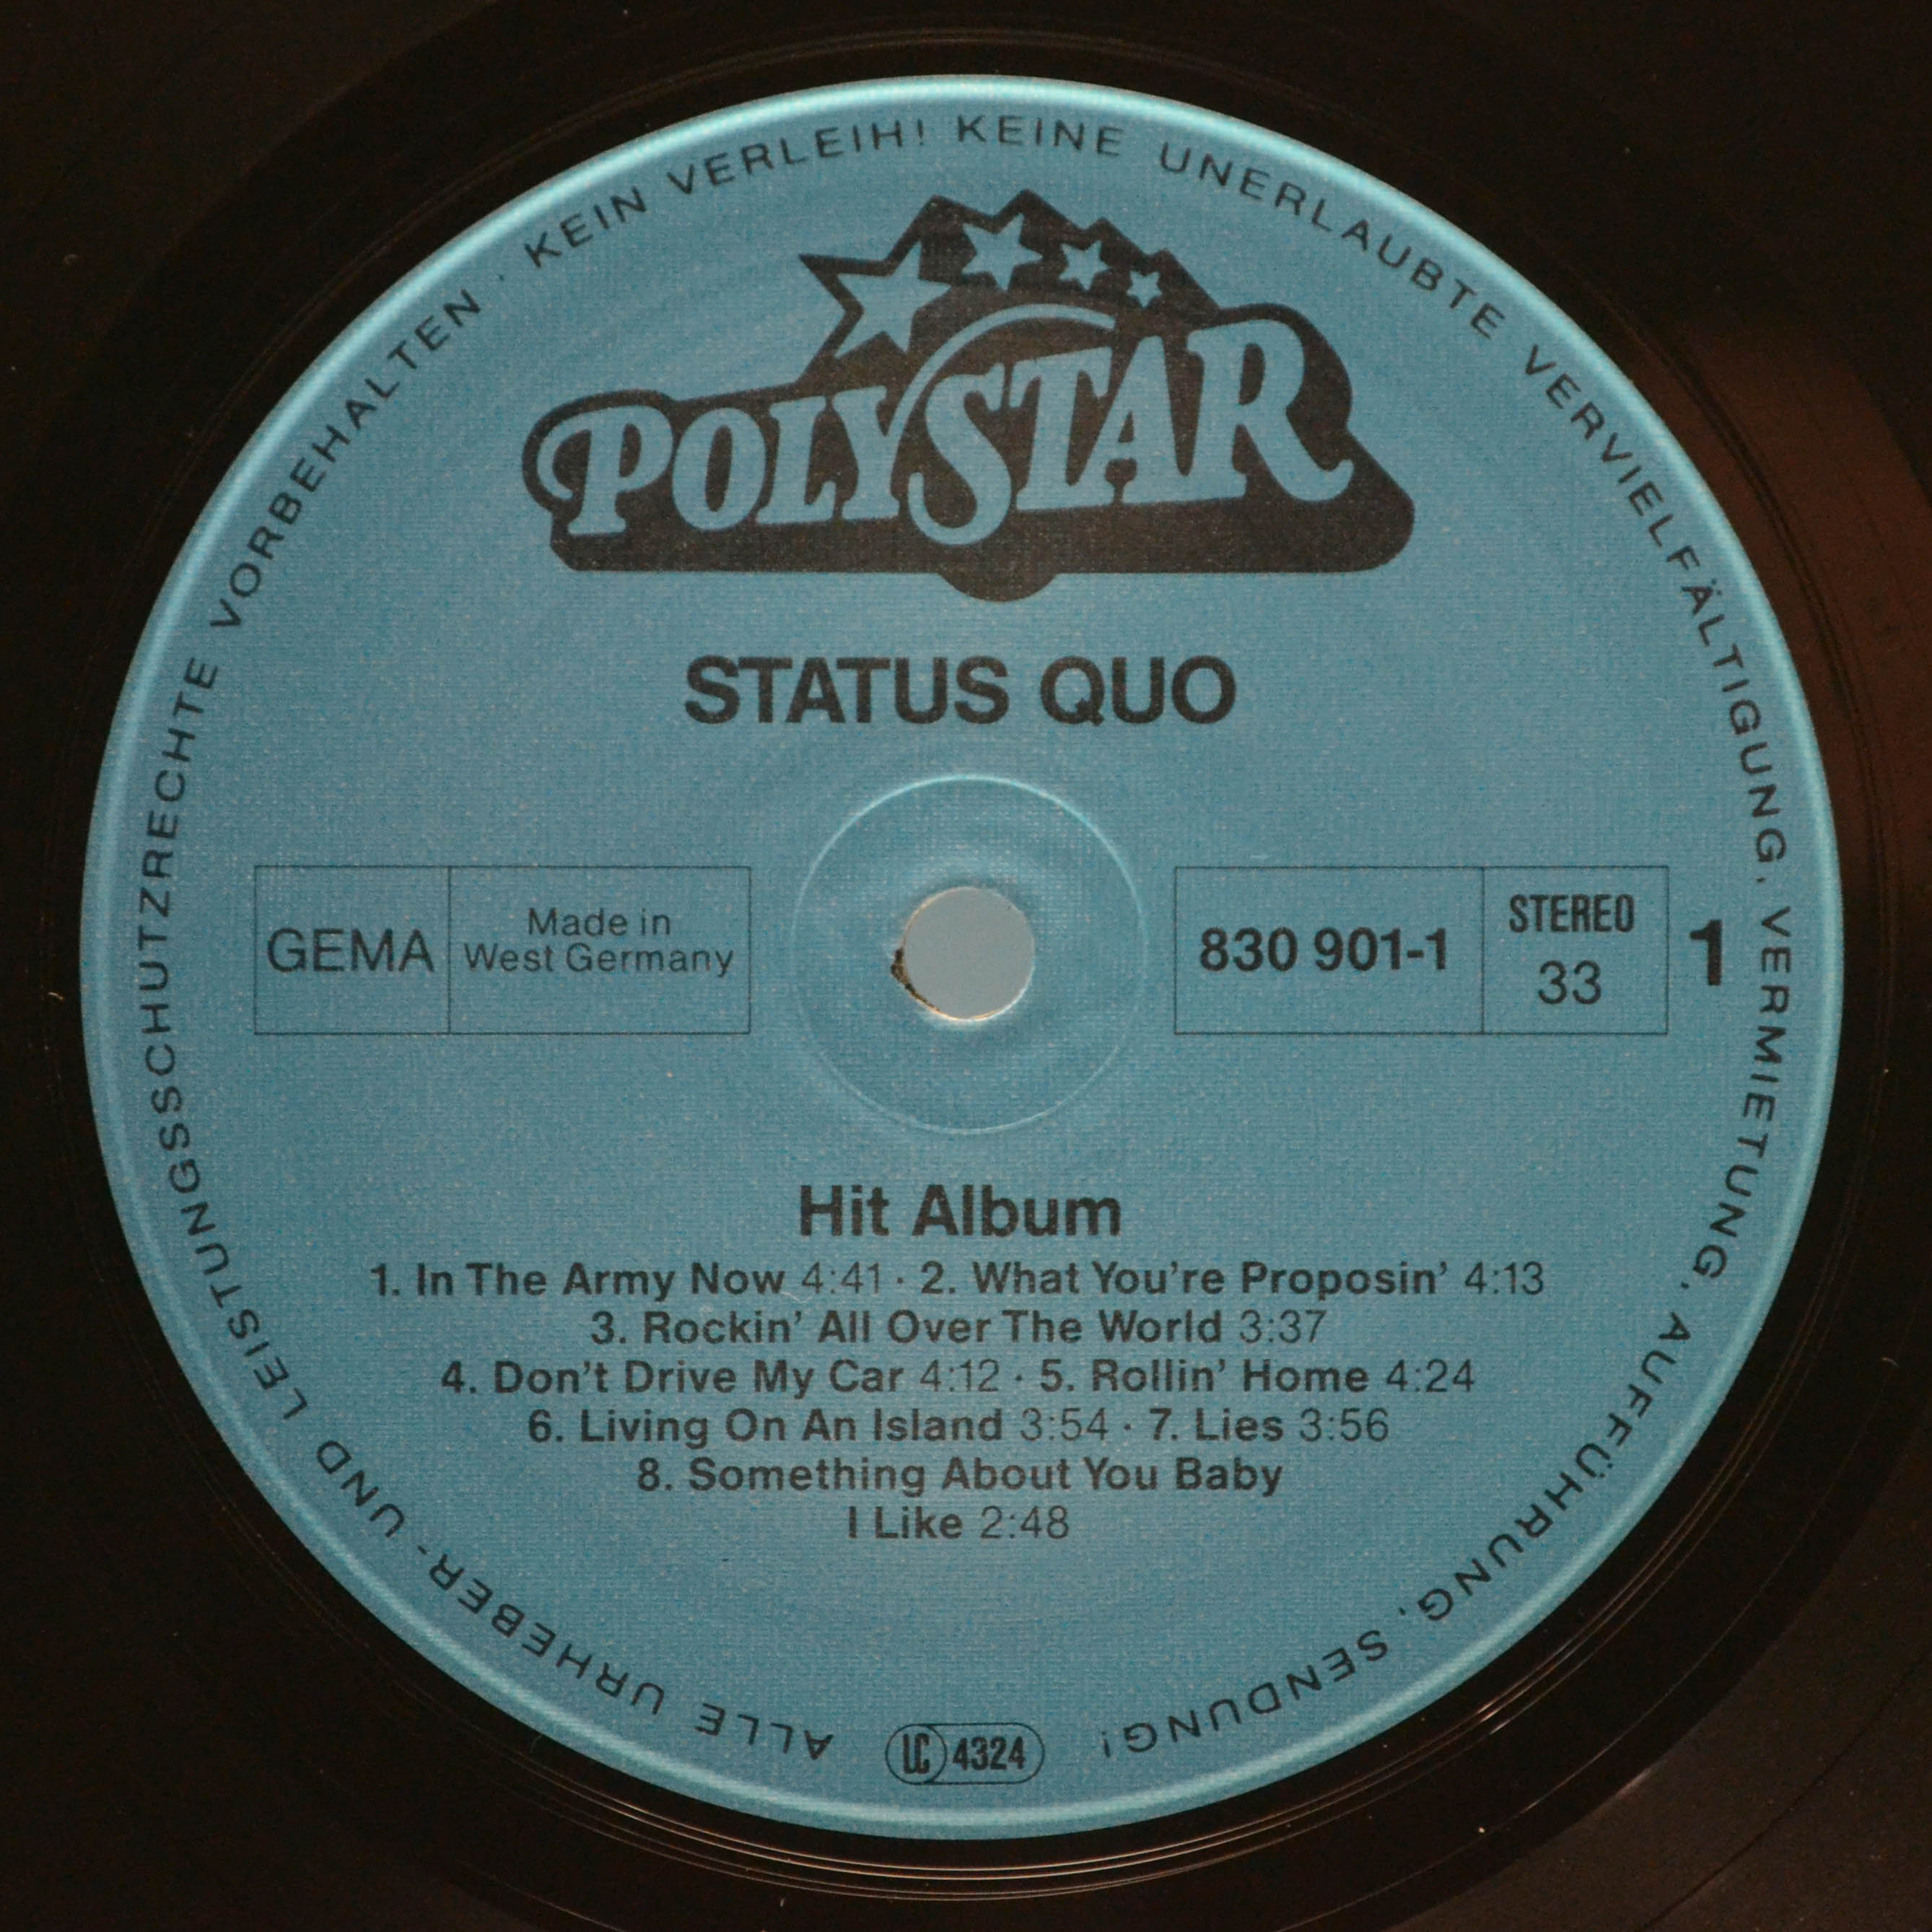 ALLE URHEBER- UND LEISTUNGSSCHUTZRECHTE VORBEHALTEN · KEIN VERLEIH! KEINE UNERLAUBTE VERVIELFÄLTIGUNG, VERMIETUNG, AUFFÜHRUNG, SENDUNG!
POLYSTAR
STATUS QUO
GEMA
Made in
West Germany
830 901-1
STEREO
33
1
Hit Album
1. In The Army Now 4:41 · 2. What You're Proposin' 4:13
3. Rockin' All Over The World 3:37
4. Don't Drive My Car 4:12 · 5. Rollin' Home 4:24
6. Living On An Island 3:54 · 7. Lies 3:56
8. Something About You Baby
I Like 2:48
LC 4324